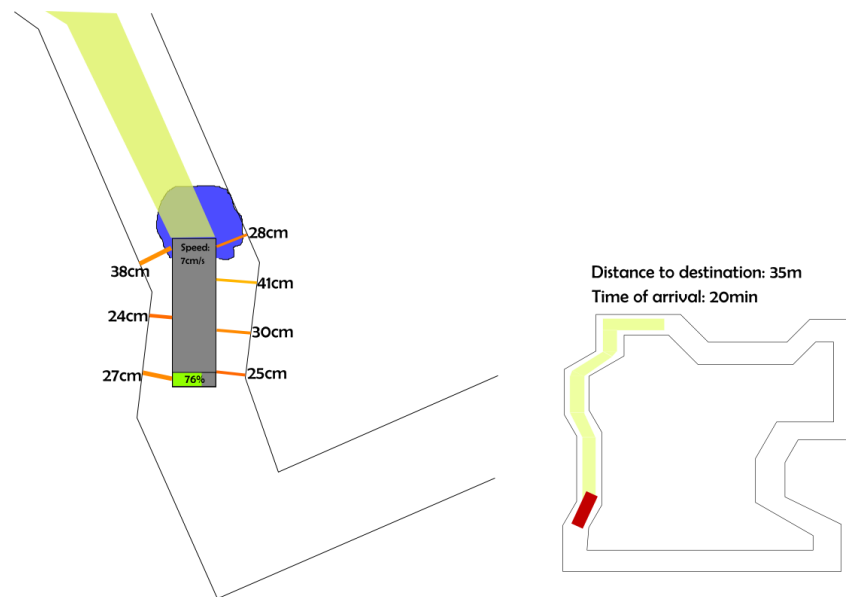 Speed:
7cm/s
28cm
38cm
41cm
24cm
30cm
27cm
25cm
76%
Distance to destination: 35m
Time of arrival: 20min